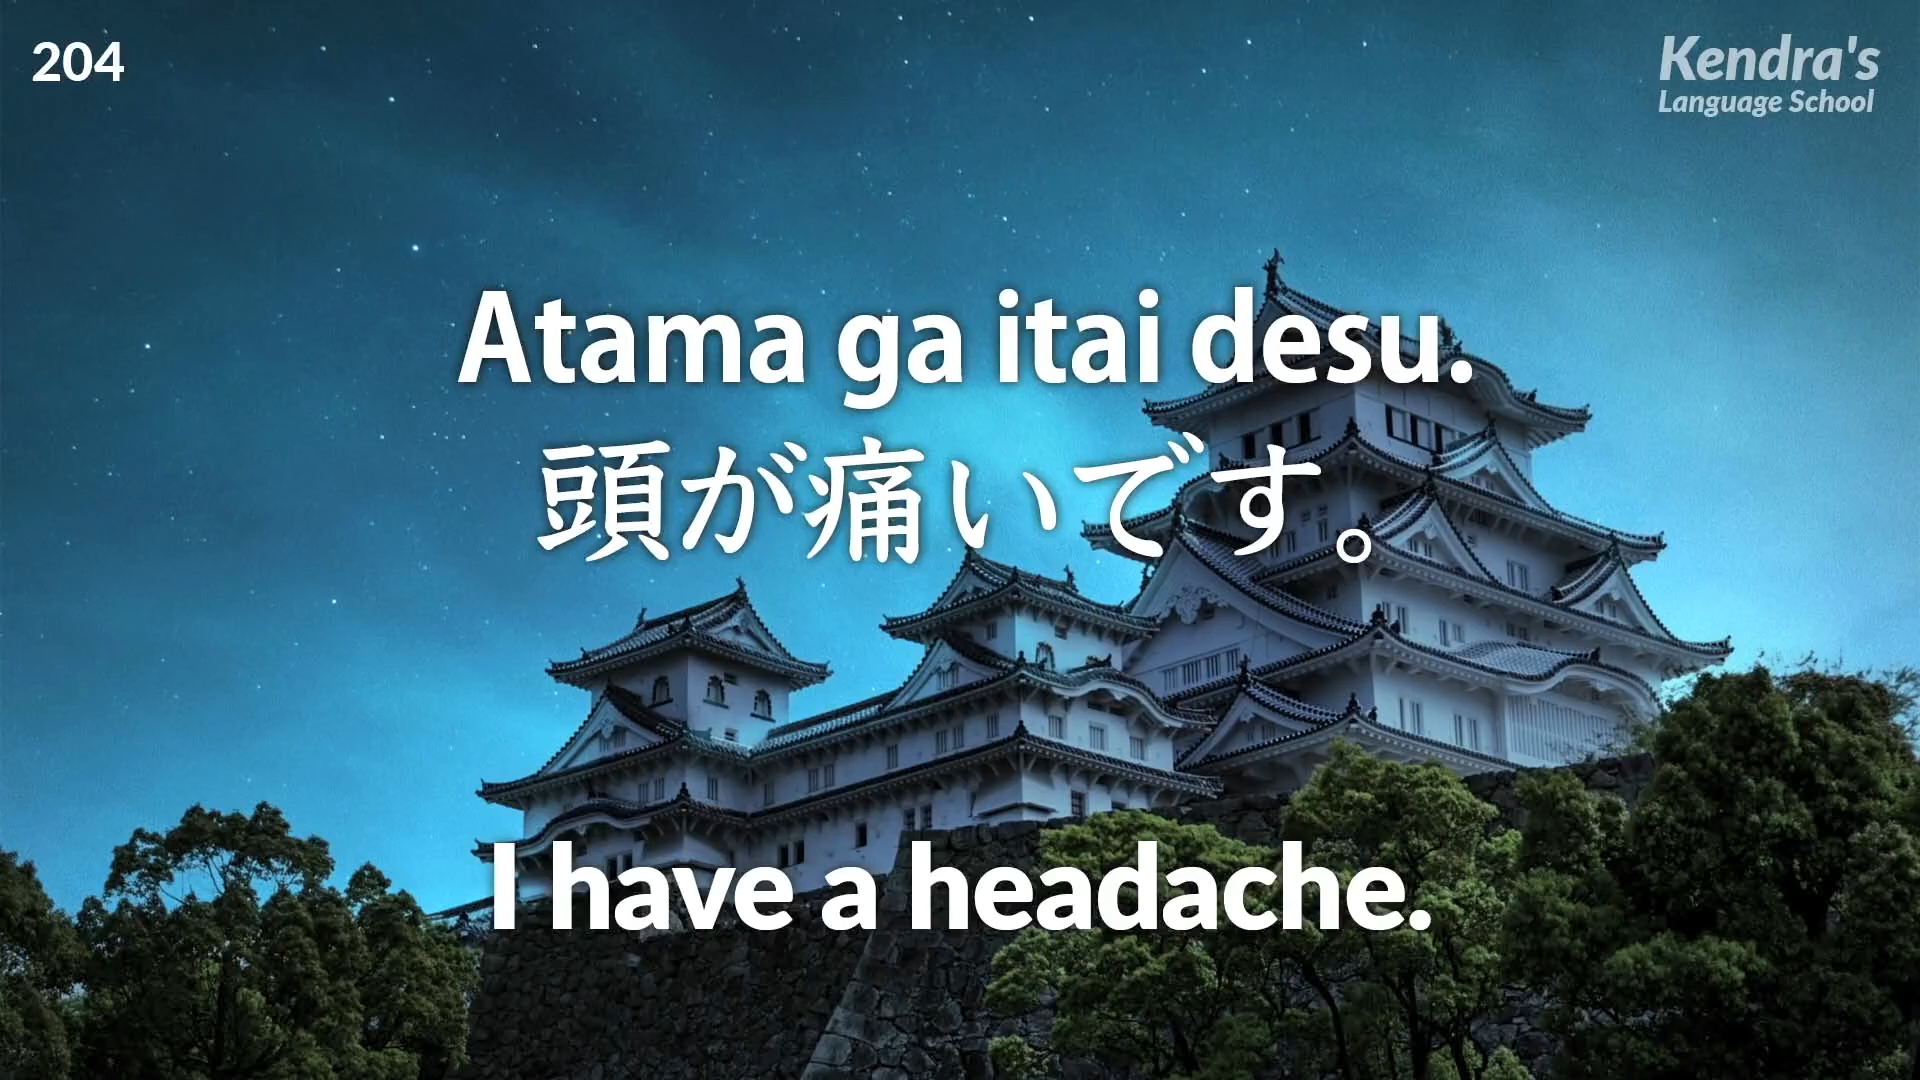 204
Kendra's
Language School
Atama ga itai desu.
頭が痛いです。
I have a headache.